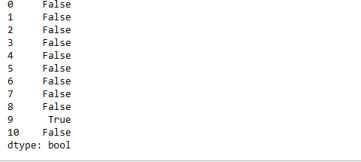 0 False
1 False
2 False
3 False
4 False
5 False
6 False
7 False
8 False
9 True
10 False
dtype: bool